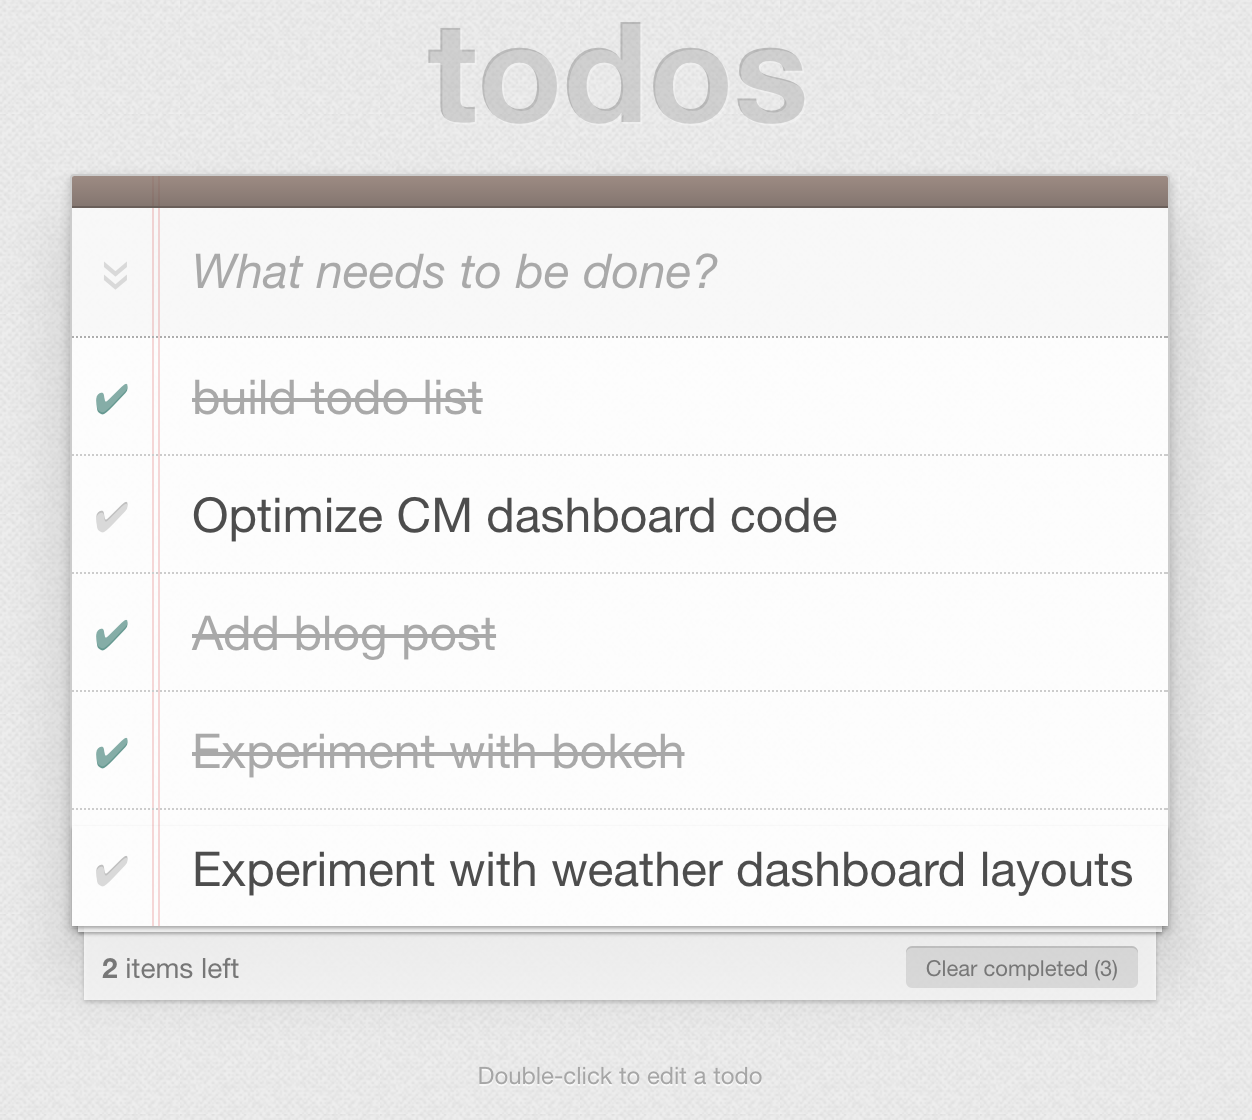 todos
What needs to be done?
build todo list
Optimize CM dashboard code
Add blog post
Experiment with bokeh
Experiment with weather dashboard layouts
2 items left
Clear completed (3)
Double-click to edit a todo